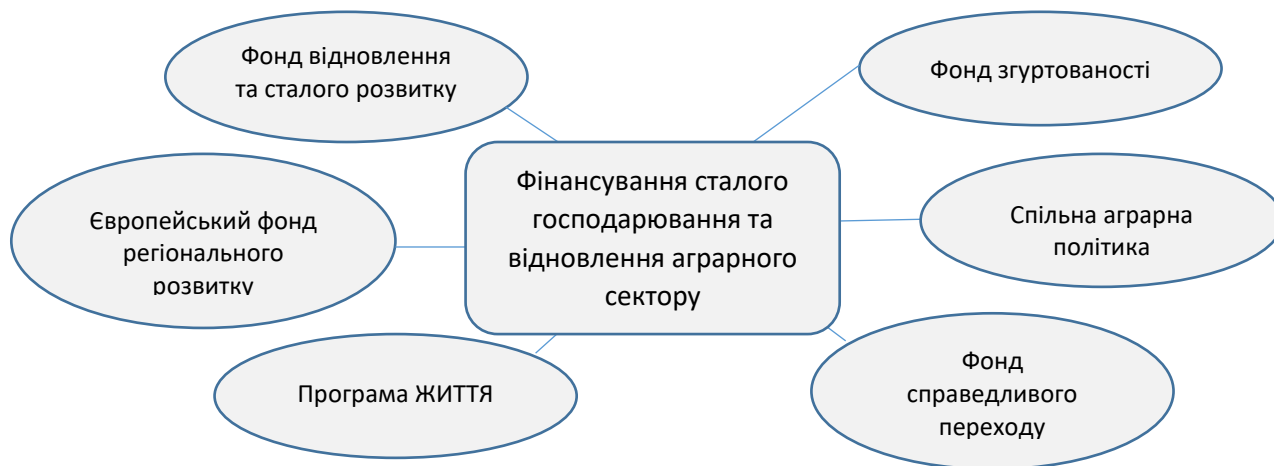 Фонд відновлення
та сталого розвитку
Фонд згуртованості
Фінансування сталого
господарювання та
відновлення аграрного
сектору
Європейський фонд
регіонального
розвитку
Спільна аграрна
політика
Програма ЖИТТЯ
Фонд
справедливого
переходу